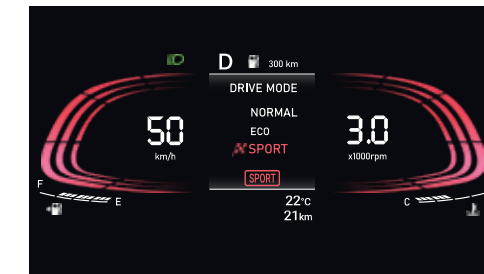 D 300 km
DRIVE MODE
NORMAL
ECO
SPORT
SPORT
50
km/h
3.0
x1000rpm
F
E
C
22°C
21km